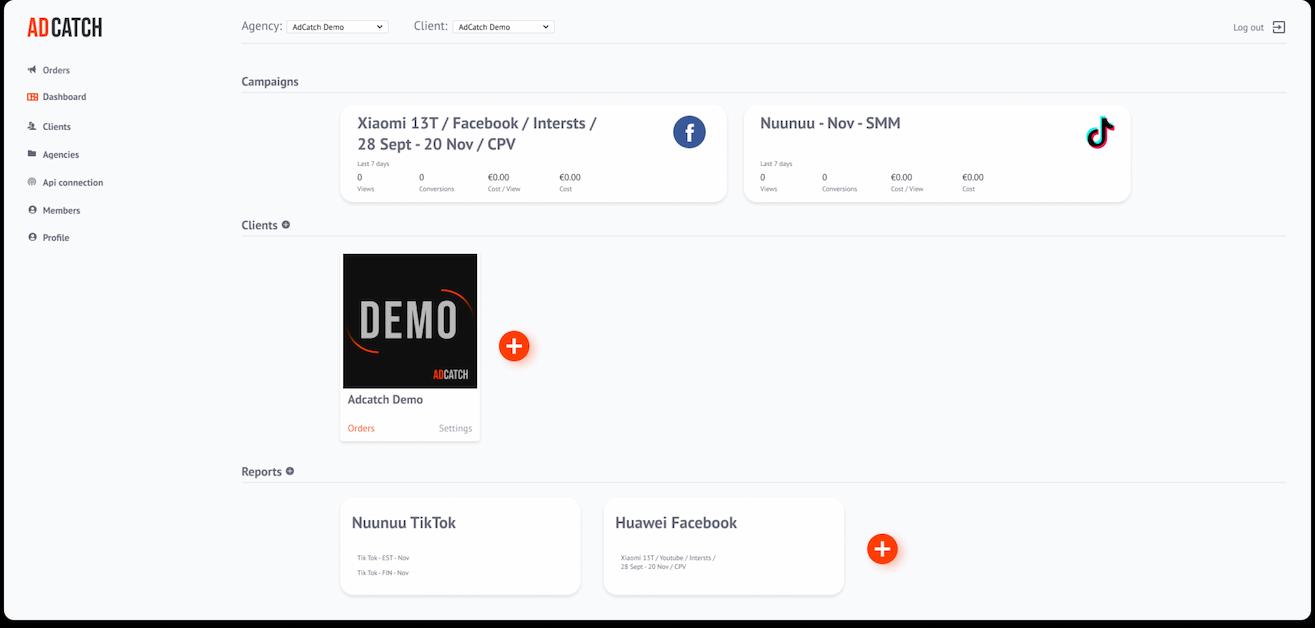 ADCATCH
Agency: AdCatch Demo Client: AdCatch Demo Log out
Orders
Dashboard
Clients
Agencies
Api connection
Members
Profile
Campaigns
Xiaomi 13T / Facebook / Intersts /
28 Sept - 20 Nov / CPV
Last 7 days
0 0 €0.00 €0.00
Views Conversions Cost / View Cost
Nuunuu - Nov - SMM
Last 7 days
0 0 €0.00 €0.00
Views Conversions Cost / View Cost
Clients
DEMO
ADCATCH
Adcatch Demo
Orders Settings
Reports
Nuunuu TikTok
Tik Tok - EST - Nov
Tik Tok - FIN - Nov
Huawei Facebook
Xiaomi 13T / Youtube / Intersts /
28 Sept - 20 Nov / CPV